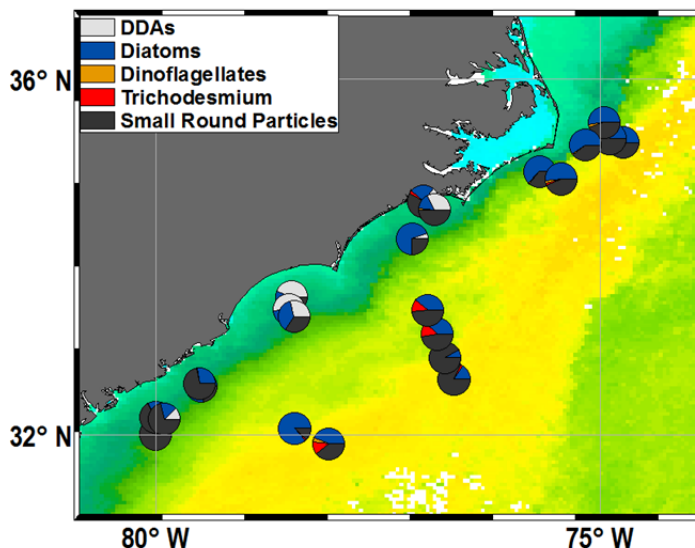 DDAs
Diatoms
Dinoflagellates
Trichodesmium
Small Round Particles
36° N
32° N
80° W
75° W